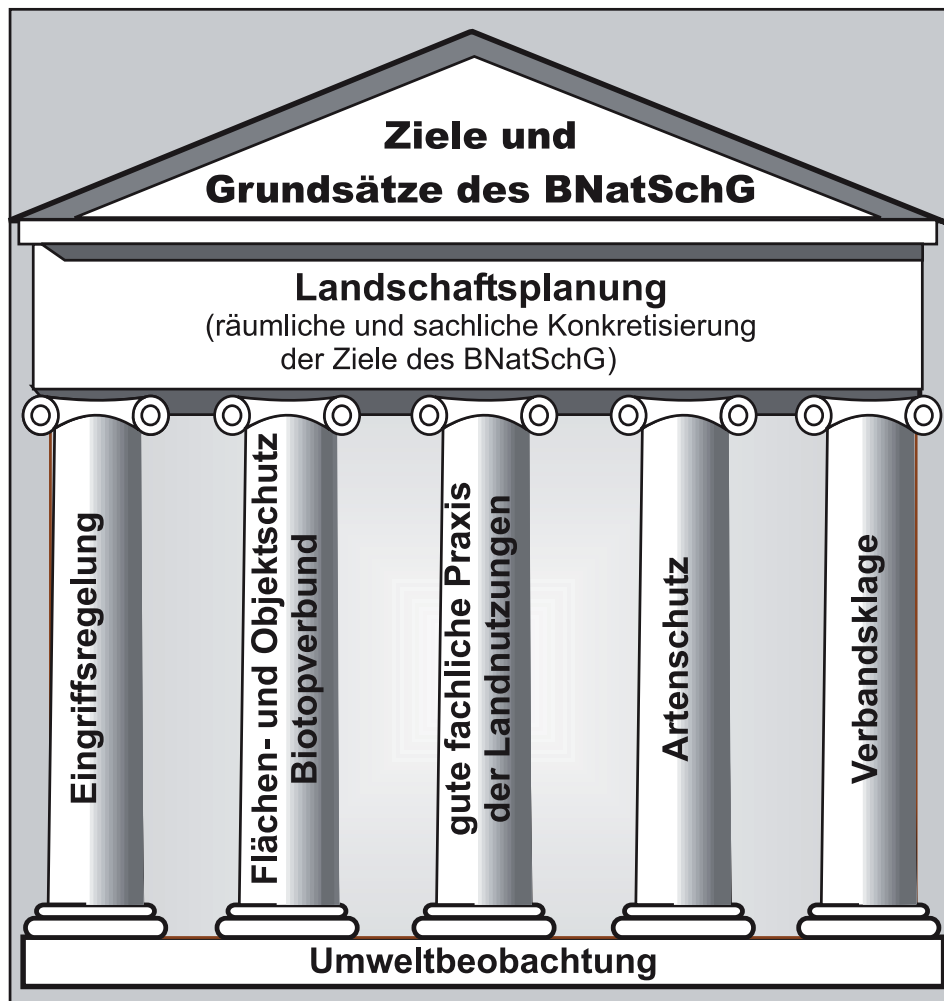 Ziele und
Grundsätze des BNatSchG
Landschaftsplanung
(räumliche und sachliche Konkretisierung
der Ziele des BNatSchG)
Eingriffsregelung
Flächen- und Objektschutz
Biotopverbund
gute fachliche Praxis
der Landnutzungen
Artenschutz
Verbandsklage
Umweltbeobachtung